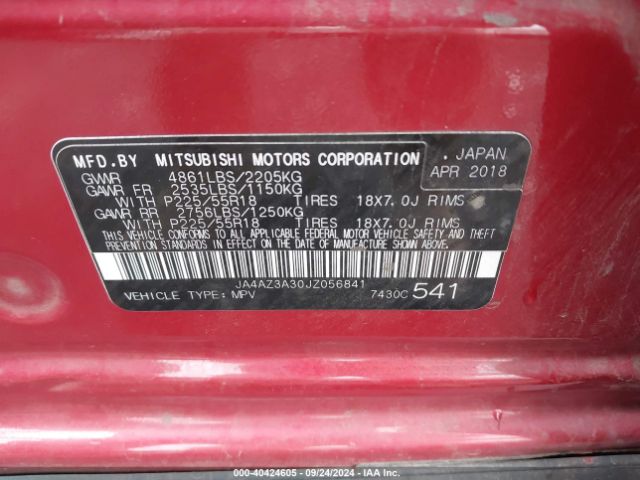 MFD.BY MITSUBISHI MOTORS CORPORATION . JAPAN
GVWR 4861LBS/2205KG APR 2018
GAWR FR 2535LBS/1150KG
WITH P225/55R18 TIRES 18X7.0J RIMS
GAWR RR 2756LBS/1250KG
WITH P225/55R18 TIRES 18X7.0J RIMS
THIS VEHICLE CONFORMS TO ALL APPLICABLE FEDERAL MOTOR VEHICLE SAFETY AND THEFT
PREVENTION STANDARDS IN EFFECT ON THE DATE OF MANUFACTURE SHOWN ABOVE.
JA4AZ3A30JZ056841
VEHICLE TYPE: MPV 7430C 541
000-40424605 - 09/24/2024 - IAA Inc.